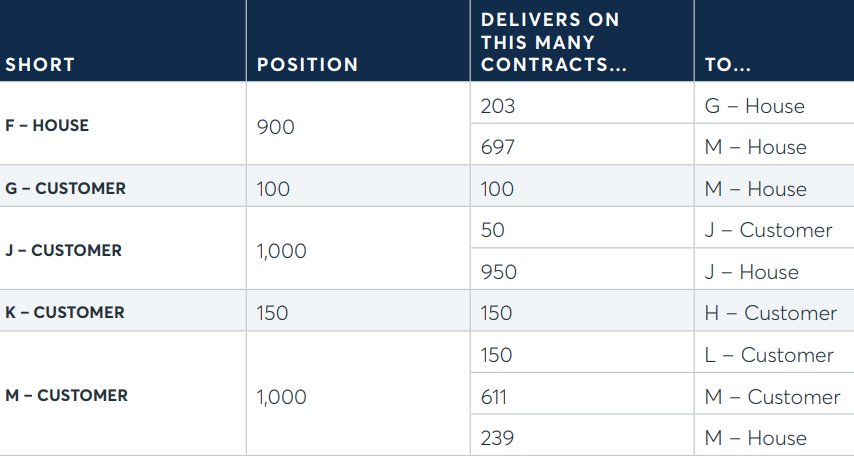 SHORT POSITION DELIVERS ON THIS MANY CONTRACTS... TO...
F – HOUSE 900 203 G – House
697 M – House
G – CUSTOMER 100 100 M – House
J – CUSTOMER 1,000 50 J – Customer
950 J – House
K – CUSTOMER 150 150 H – Customer
M – CUSTOMER 1,000 150 L – Customer
611 M – Customer
239 M – House